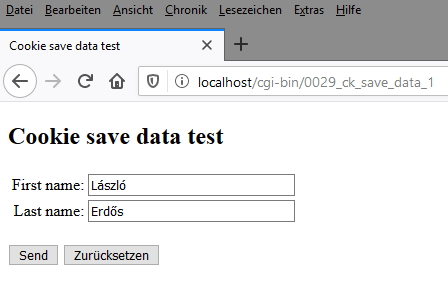 Datei Bearbeiten Ansicht Chronik Lesezeichen Extras Hilfe
Cookie save data test
localhost/cgi-bin/0029_ck_save_data_1
Cookie save data test
First name: László
Last name: Erdős
Send Zurücksetzen